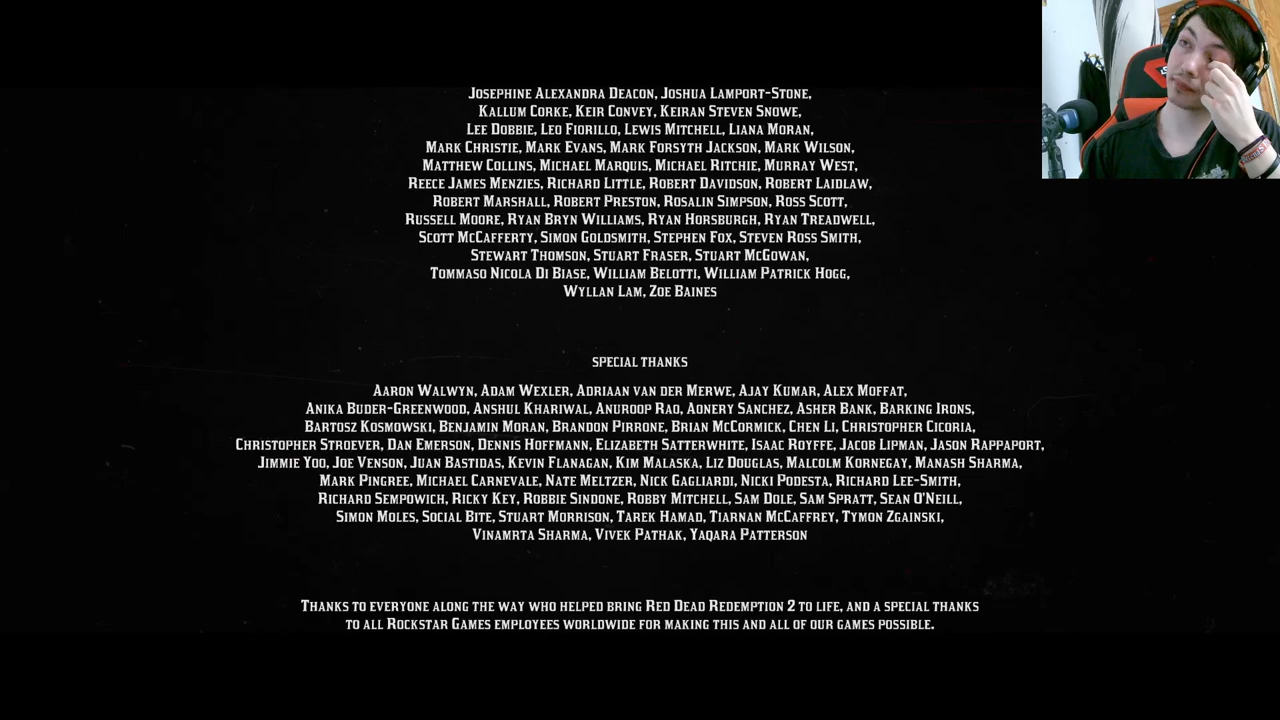 Josephine Alexandra Deacon, Joshua Lamport-Stone,
Kallum Corke, Keir Convey, Keiran Steven Snowe,
Lee Dobbie, Leo Fiorillo, Lewis Mitchell, Liana Moran,
Mark Christie, Mark Evans, Mark Forsyth Jackson, Mark Wilson,
Matthew Collins, Michael Marquis, Michael Ritchie, Murray West,
Reece James Menzies, Richard Little, Robert Davidson, Robert Laidlaw,
Robert Marshall, Robert Preston, Rosalin Simpson, Ross Scott,
Russell Moore, Ryan Bryn Williams, Ryan Horsburgh, Ryan Treadwell,
Scott McCafferty, Simon Goldsmith, Stephen Fox, Steven Ross Smith,
Stewart Thomson, Stuart Fraser, Stuart McGowan,
Tommaso Nicola Di Biase, William Belotti, William Patrick Hogg,
Wyllan Lam, Zoe Baines
SPECIAL THANKS
Aaron Walwyn, Adam Wexler, Adriaan van der Merwe, Ajay Kumar, Alex Moffat,
Anika Buder-Greenwood, Anshul Khariwal, Anuroop Rao, Aonery Sanchez, Asher Bank, Barking Irons,
Bartosz Kosmowski, Benjamin Moran, Brandon Pirrone, Brian McCormick, Chen Li, Christopher Cicoria,
Christopher Stroever, Dan Emerson, Dennis Hoffmann, Elizabeth Satterwhite, Isaac Royffe, Jacob Lipman, Jason Rappaport,
Jimmie Yoo, Joe Venson, Juan Bastidas, Kevin Flanagan, Kim Malaska, Liz Douglas, Malcolm Kornegay, Manash Sharma,
Mark Pingree, Michael Carnevale, Nate Meltzer, Nick Gagliardi, Nicki Podesta, Richard Lee-Smith,
Richard Sempowich, Ricky Key, Robbie Sindone, Robby Mitchell, Sam Dole, Sam Spratt, Sean O'Neill,
Simon Moles, Social Bite, Stuart Morrison, Tarek Hamad, Tiarnan McCaffrey, Tymon Zgainski,
Vinamrta Sharma, Vivek Pathak, Yaqara Patterson
Thanks to everyone along the way who helped bring Red Dead Redemption 2 to life, and a special thanks
to all Rockstar Games employees worldwide for making this and all of our games possible.